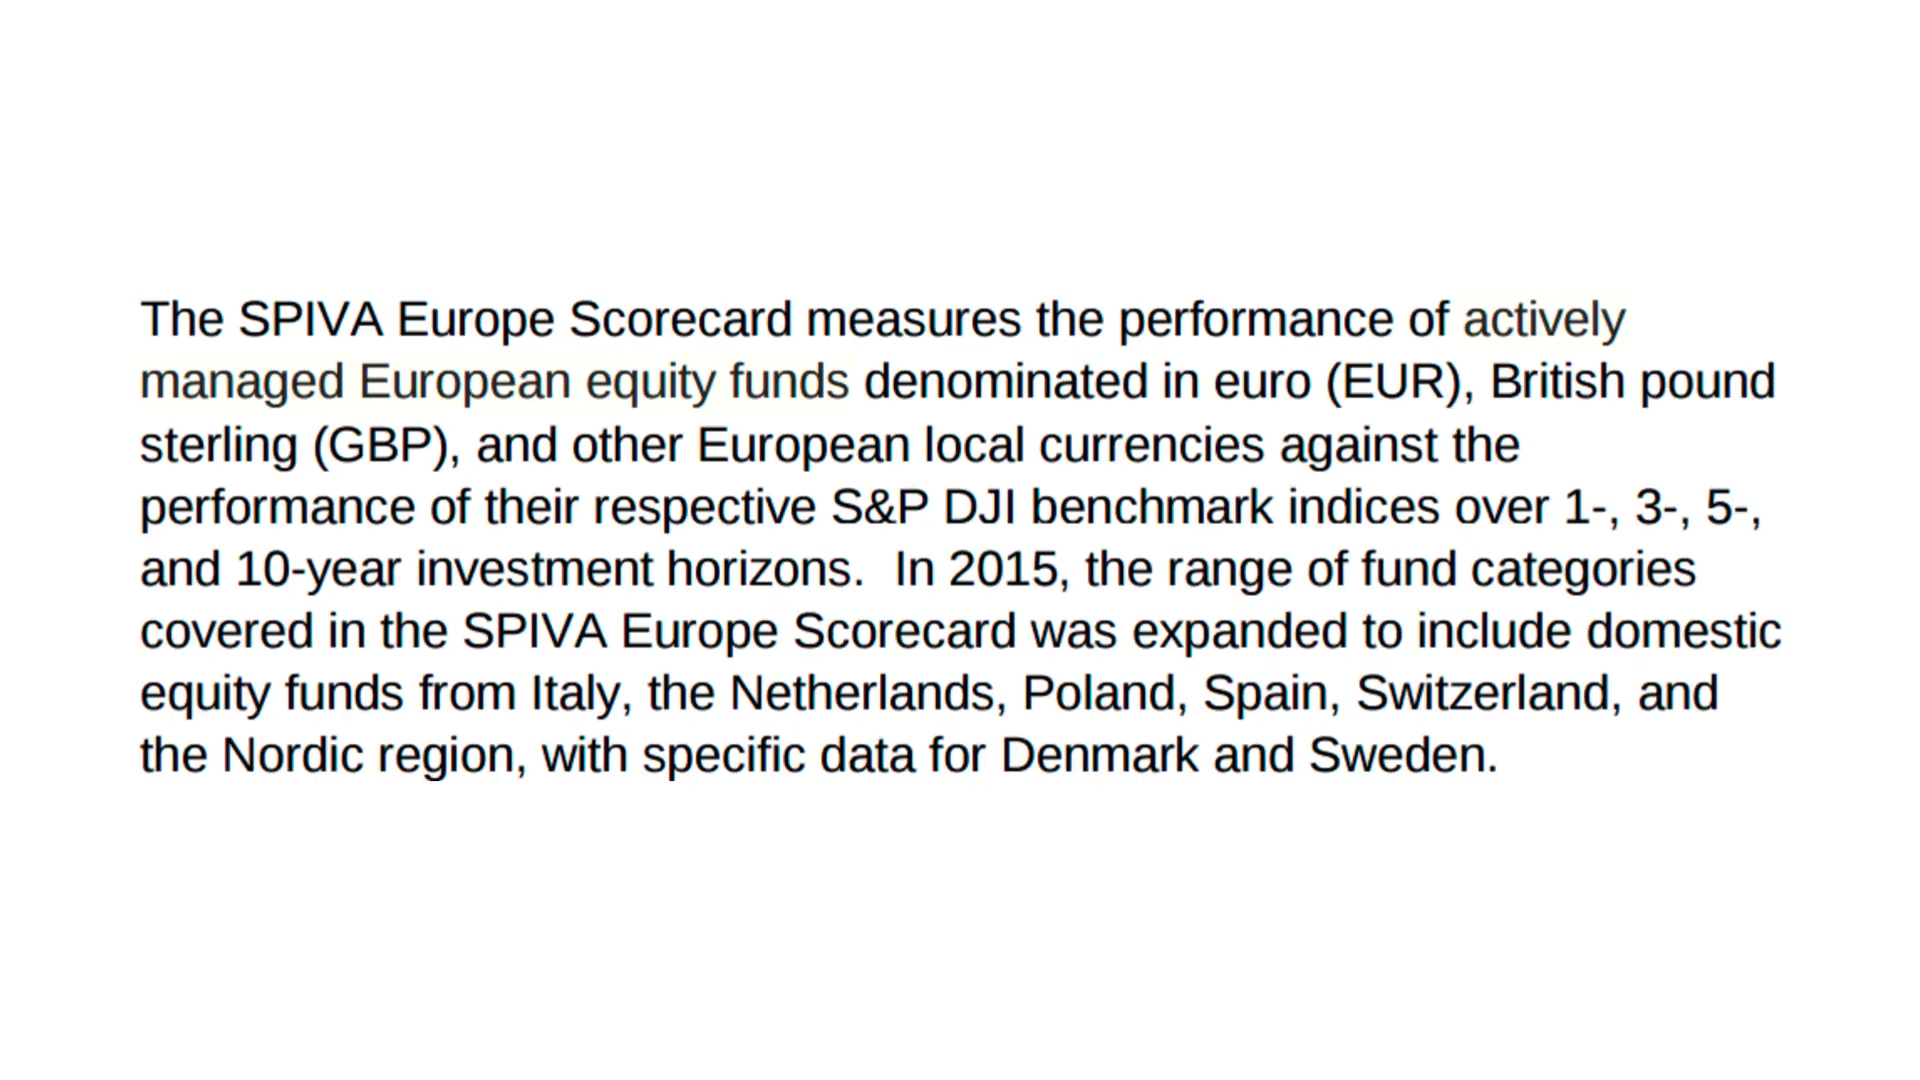 The SPIVA Europe Scorecard measures the performance of actively
managed European equity funds denominated in euro (EUR), British pound
sterling (GBP), and other European local currencies against the
performance of their respective S&P DJI benchmark indices over 1-, 3-, 5-,
and 10-year investment horizons.  In 2015, the range of fund categories
covered in the SPIVA Europe Scorecard was expanded to include domestic
equity funds from Italy, the Netherlands, Poland, Spain, Switzerland, and
the Nordic region, with specific data for Denmark and Sweden.